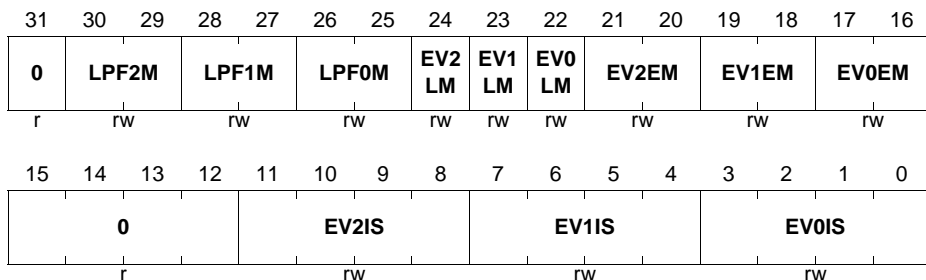 31 30 29 28 27 26 25 24 23 22 21 20 19 18 17 16
0 LPF2M LPF1M LPF0M EV2 LM EV1 LM EV0 LM EV2EM EV1EM EV0EM
r rw rw rw rw rw rw rw rw rw
15 14 13 12 11 10 9 8 7 6 5 4 3 2 1 0
0 EV2IS EV1IS EV0IS
r rw rw rw